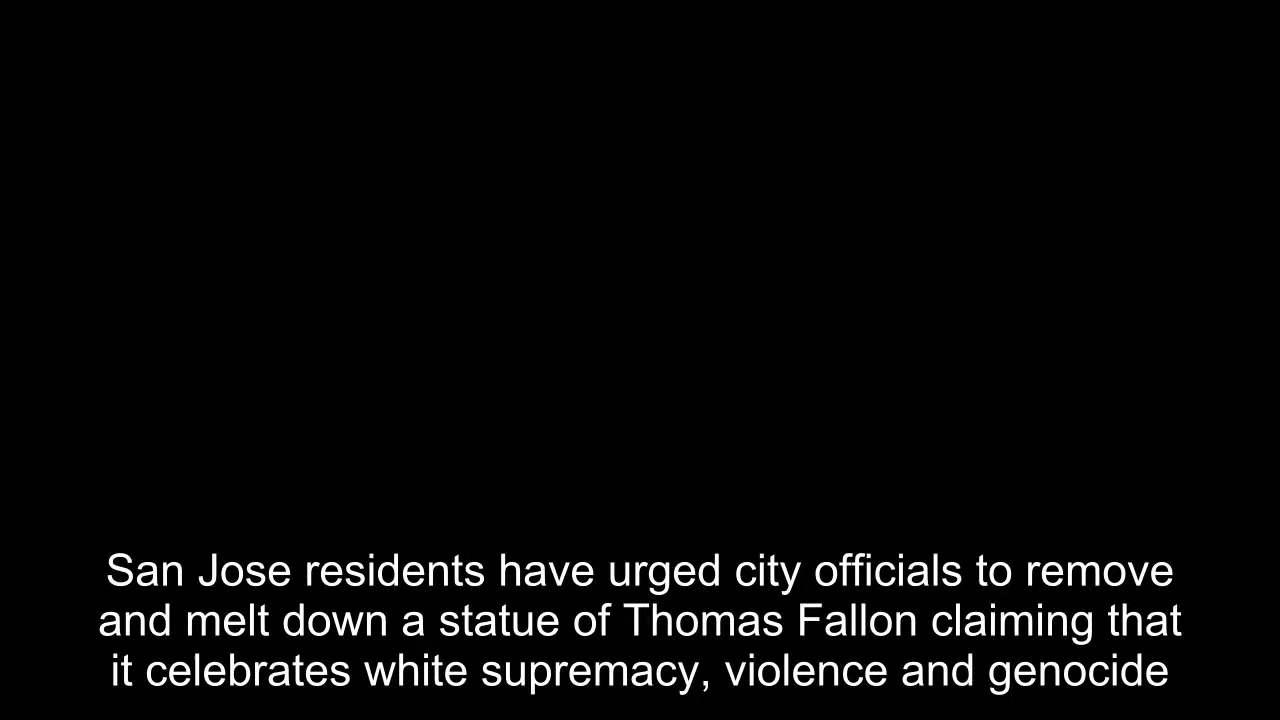 San Jose residents have urged city officials to remove
and melt down a statue of Thomas Fallon claiming that
it celebrates white supremacy, violence and genocide